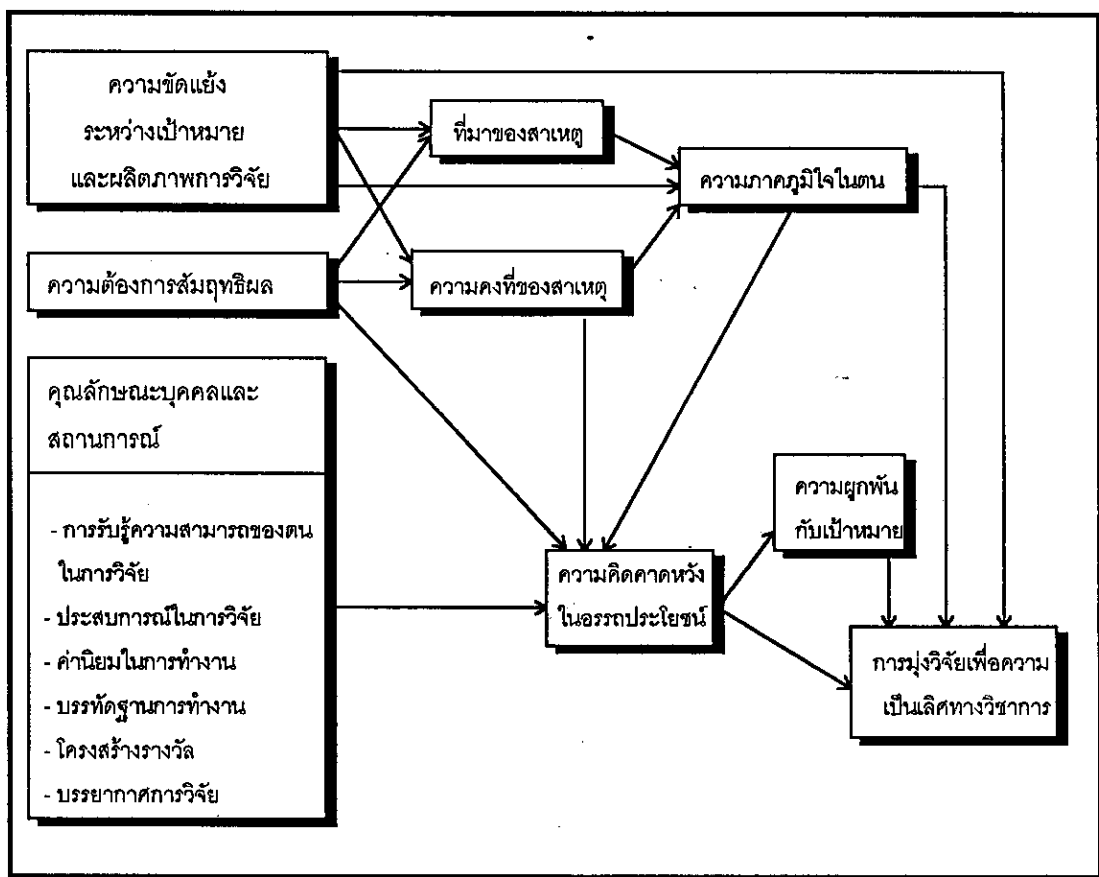 ความขัดแย้ง
ระหว่างเป้าหมาย
และผลิตภาพการวิจัย
ที่มาของสาเหตุ
ความภาคภูมิใจในตน
ความต้องการสัมฤทธิผล
ความคงที่ของสาเหตุ
คุณลักษณะบุคคลและ
สถานการณ์
- การรับรู้ความสามารถของตน
ในการวิจัย
- ประสบการณ์ในการวิจัย
- ค่านิยมในการทำงาน
- บรรทัดฐานการทำงาน
- โครงสร้างรางวัล
- บรรยากาศการวิจัย
ความคิดคาดหวัง
ในอรรถประโยชน์
ความผูกพัน
กับเป้าหมาย
การมุ่งวิจัยเพื่อความ
เป็นเลิศทางวิชาการ